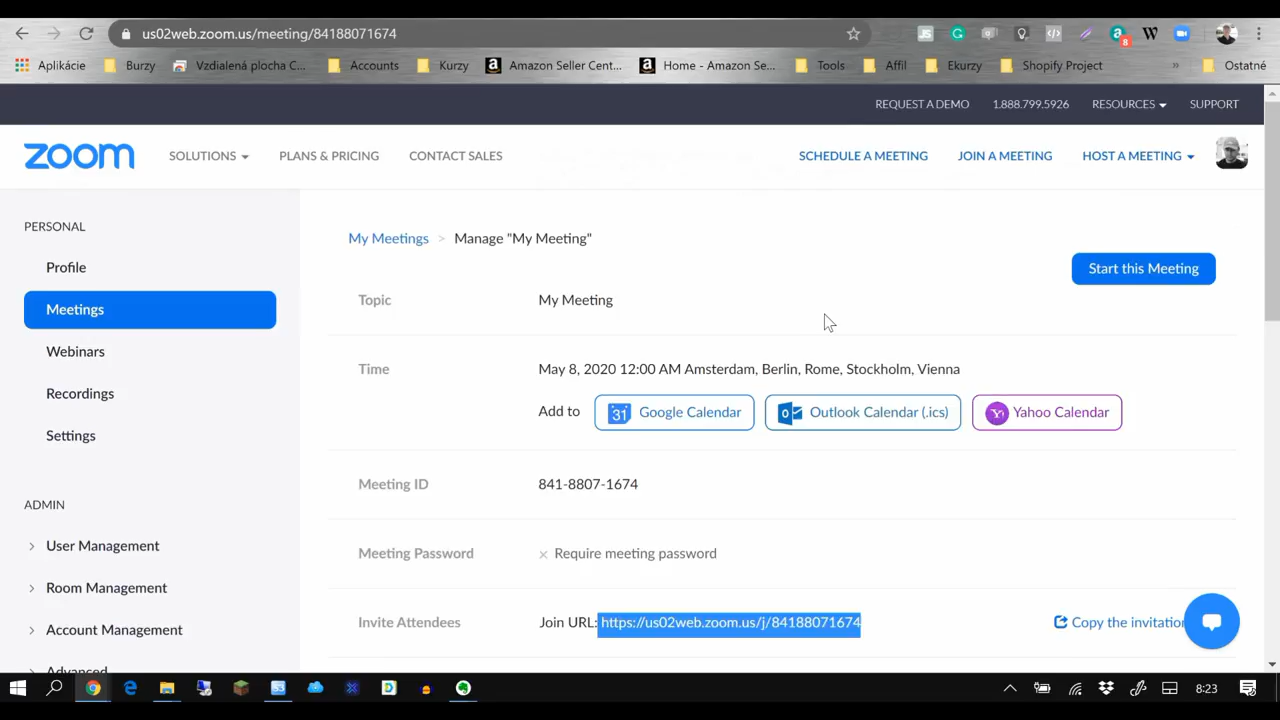 us02web.zoom.us/meeting/84188071674
8
Aplikácie Burzy Vzdialená plocha C... Accounts Kurzy Amazon Seller Cent... Home - Amazon Se... Tools Affil Ekurzy Shopify Project » Ostatné
REQUEST A DEMO 1.888.799.5926 RESOURCES SUPPORT
zoom SOLUTIONS PLANS & PRICING CONTACT SALES SCHEDULE A MEETING JOIN A MEETING HOST A MEETING
PERSONAL
Profile
Meetings
Webinars
Recordings
Settings
ADMIN
User Management
Room Management
Account Management
Advanced
My Meetings > Manage "My Meeting"
Start this Meeting
Topic My Meeting
Time May 8, 2020 12:00 AM Amsterdam, Berlin, Rome, Stockholm, Vienna
Add to 31 Google Calendar Outlook Calendar (.ics) Yahoo Calendar
Meeting ID 841-8807-1674
Meeting Password × Require meeting password
Invite Attendees Join URL: https://us02web.zoom.us/j/84188071674 Copy the invitation
8:23